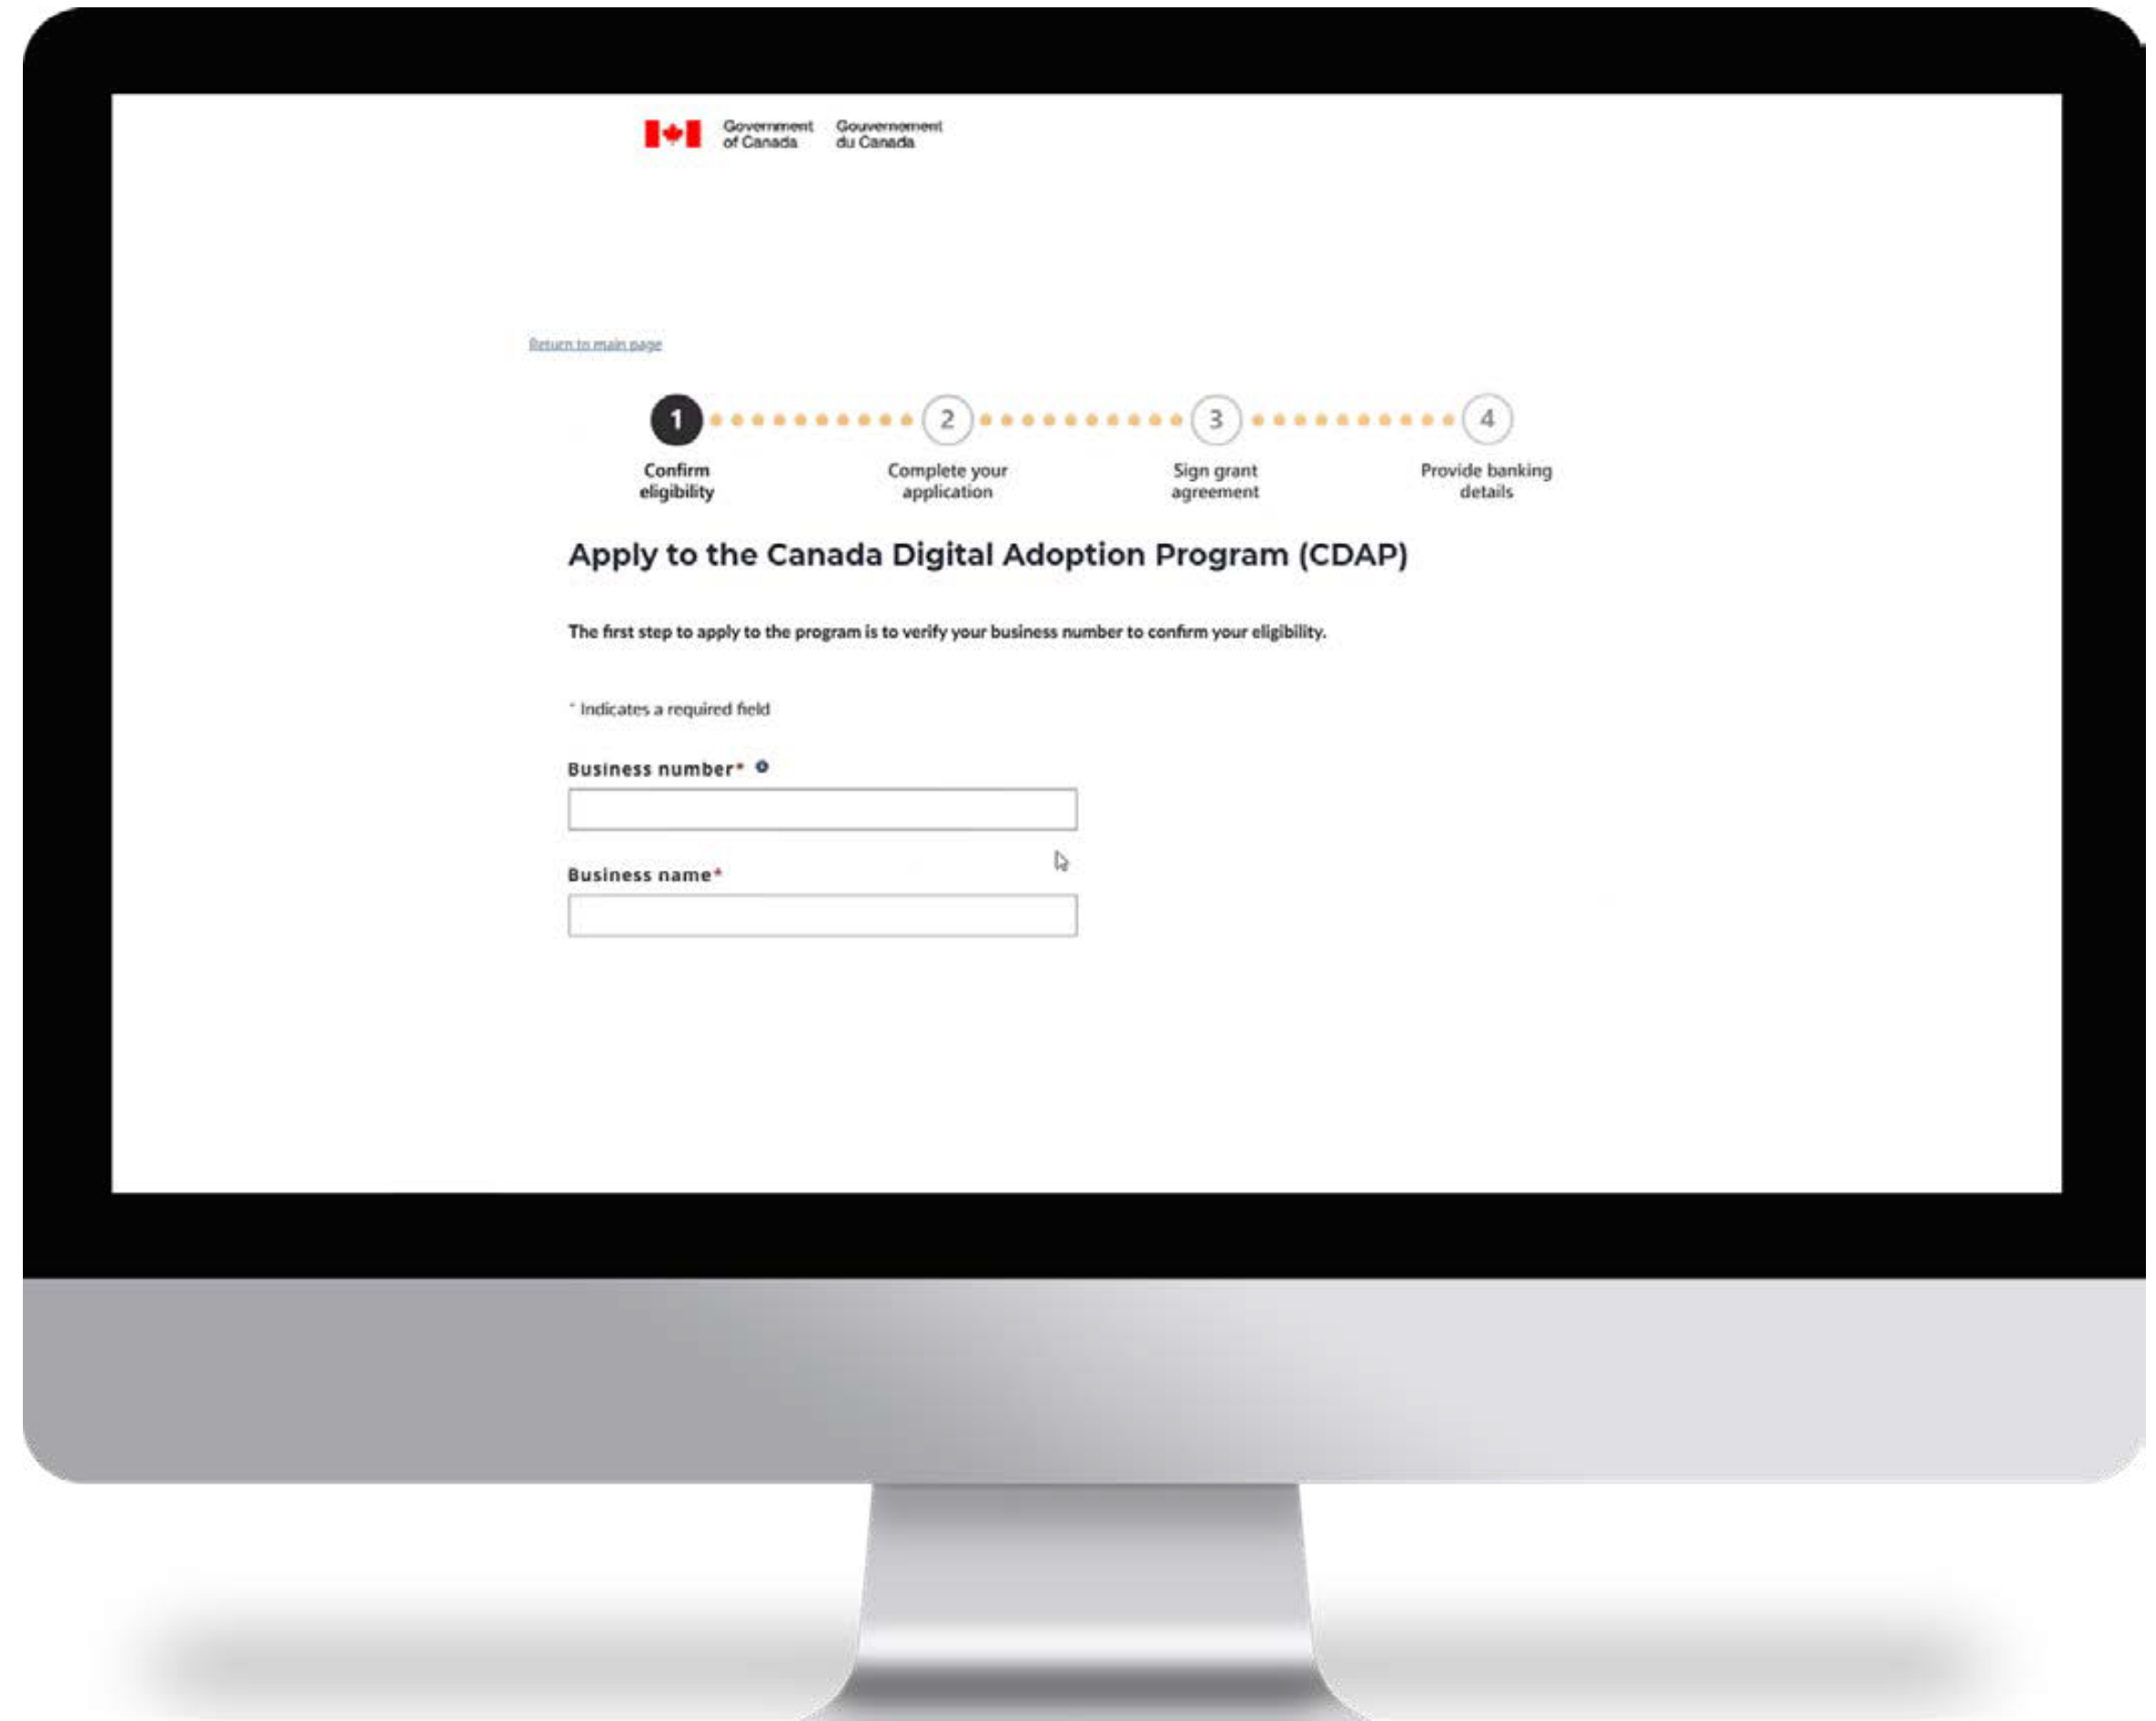 Government Gouvernement
of Canada du Canada
Return to main page
1 2 3 4
Confirm eligibility
Complete your application
Sign grant agreement
Provide banking details
Apply to the Canada Digital Adoption Program (CDAP)
The first step to apply to the program is to verify your business number to confirm your eligibility.
* Indicates a required field
Business number*
Business name*